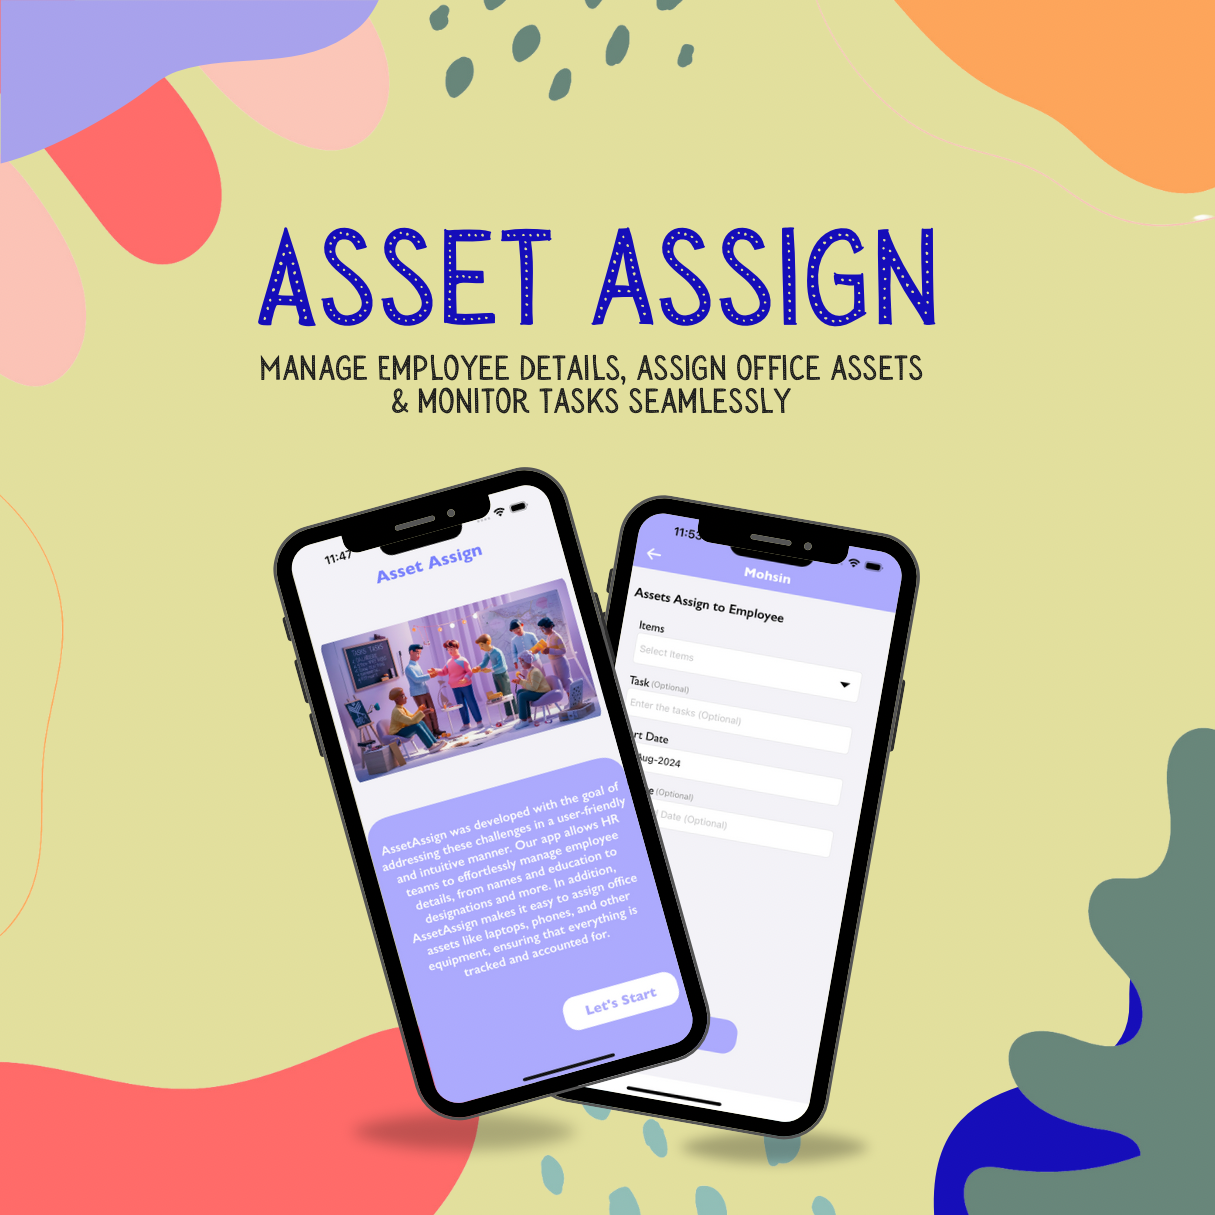 ASSET ASSIGN
MANAGE EMPLOYEE DETAILS, ASSIGN OFFICE ASSETS
& MONITOR TASKS SEAMLESSLY
11:47
Asset Assign
AssetAssign was developed with the goal of
addressing these challenges in a user-friendly
and intuitive manner. Our app allows HR
teams to effortlessly manage employee
details, from names and education to
designations and more. In addition,
AssetAssign makes it easy to assign office
assets like laptops, phones, and other
equipment, ensuring that everything is
tracked and accounted for.
Let's Start
11:53
Mohsin
Assets Assign to Employee
Items
Select Items
Task (Optional)
Enter the tasks (Optional)
rt Date
Aug-2024
e (Optional)
Date (Optional)